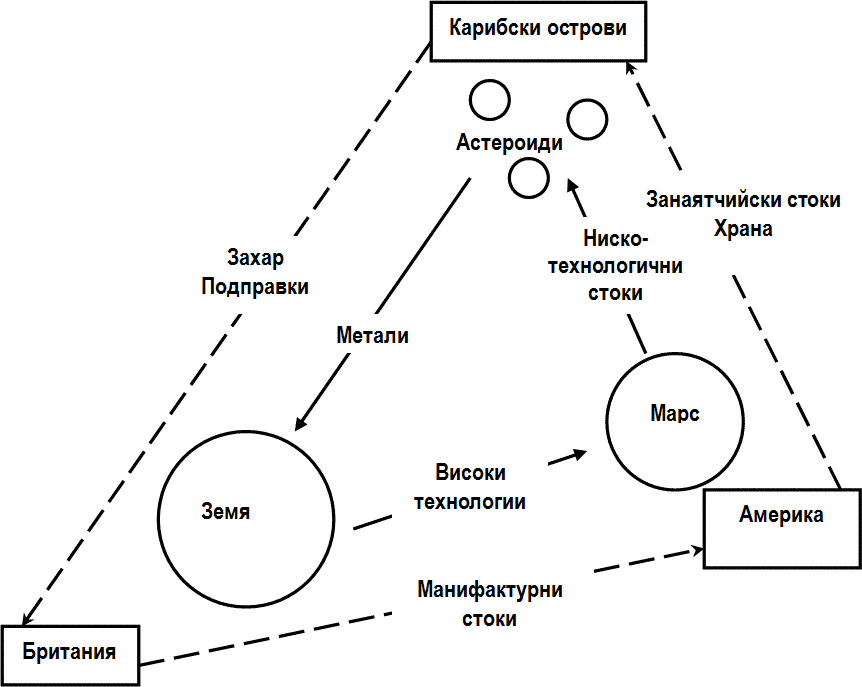 Карибски острови
Астероиди
Занаятчийски стоки
Храна
Ниско-
технологични
стоки
Захар
Подправки
Метали
Марс
Високи
технологии
Земя
Америка
Манифактурни
стоки
Британия